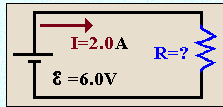 I=2.0A
R=?
ℰ=6.0V